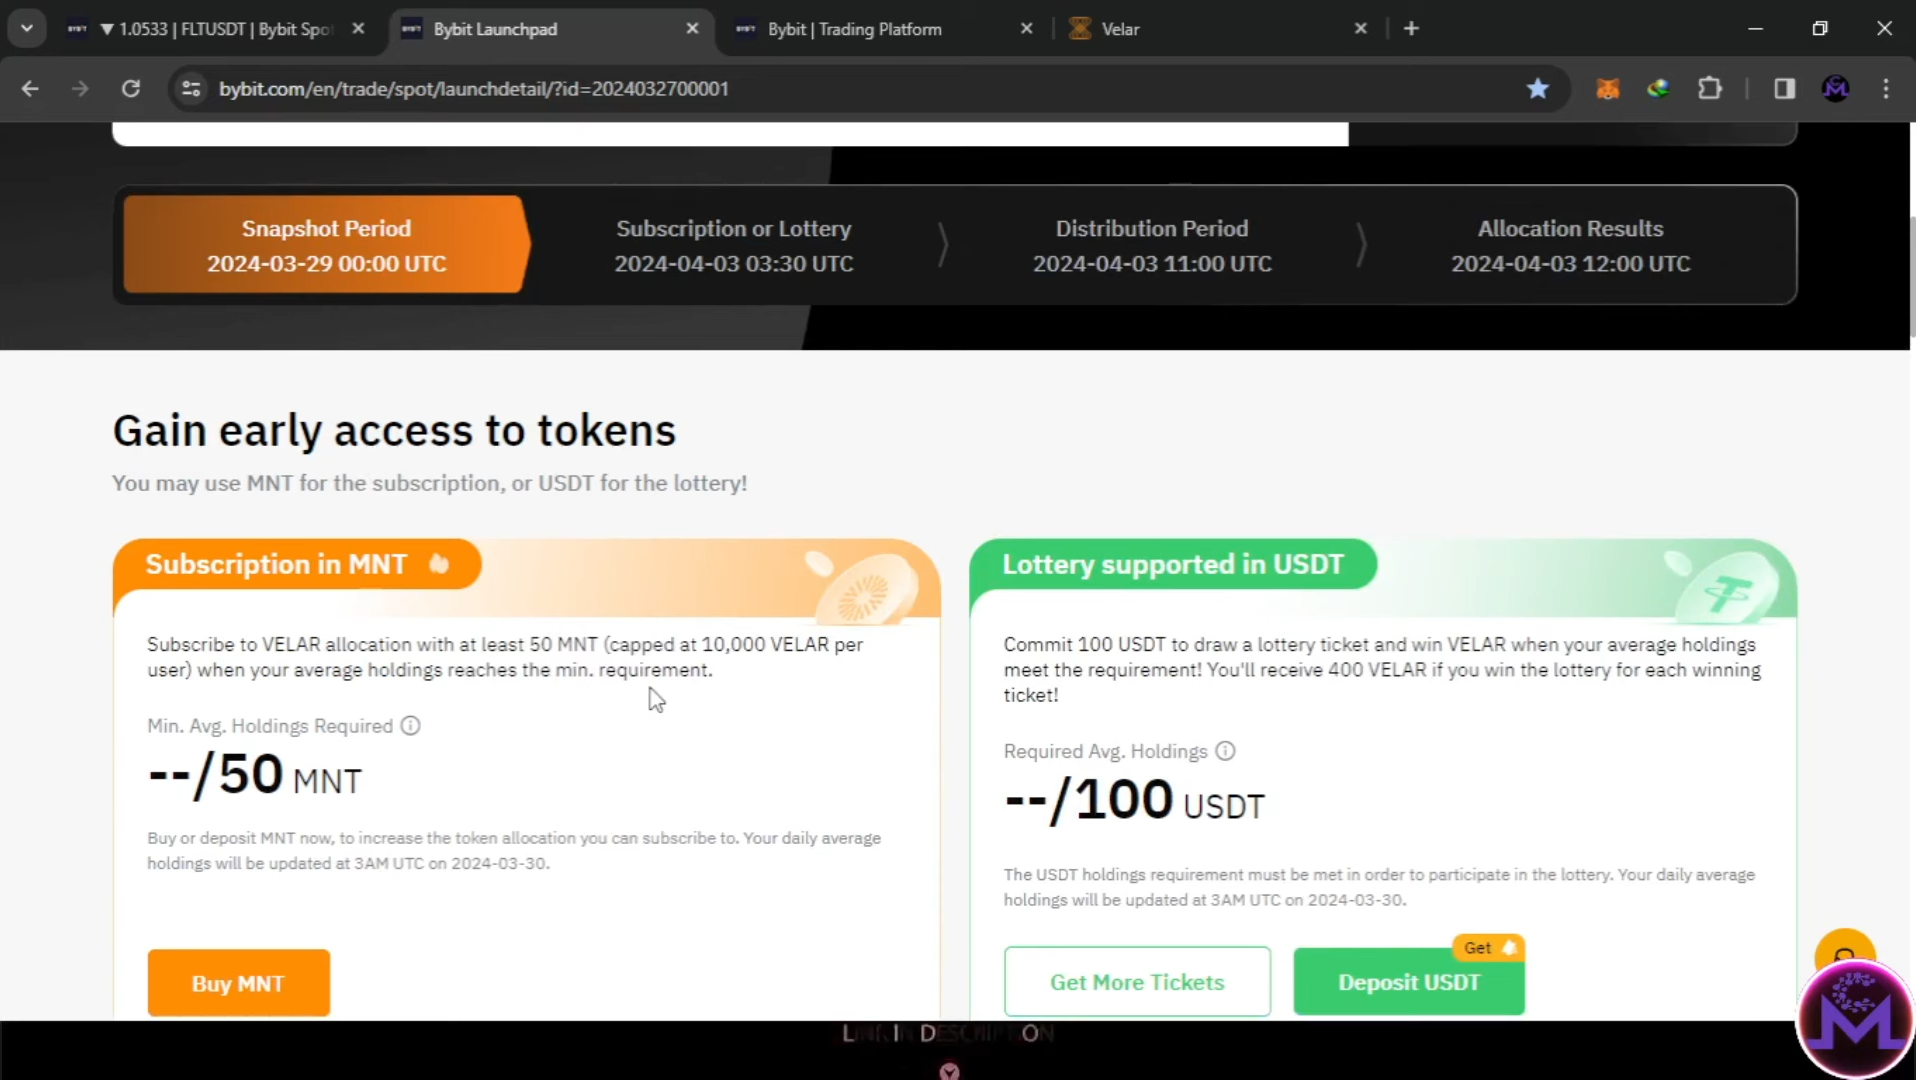 1.0533 | FLTUSDT | Bybit Spo
Bybit Launchpad
Bybit | Trading Platform
Velar
bybit.com/en/trade/spot/launchdetail/?id=2024032700001
Snapshot Period
2024-03-29 00:00 UTC
Subscription or Lottery
2024-04-03 03:30 UTC
Distribution Period
2024-04-03 11:00 UTC
Allocation Results
2024-04-03 12:00 UTC
Gain early access to tokens
You may use MNT for the subscription, or USDT for the lottery!
Subscription in MNT
Subscribe to VELAR allocation with at least 50 MNT (capped at 10,000 VELAR per
user) when your average holdings reaches the min. requirement.
Min. Avg. Holdings Required
--/50 MNT
Buy or deposit MNT now, to increase the token allocation you can subscribe to. Your daily average
holdings will be updated at 3AM UTC on 2024-03-30.
Buy MNT
Lottery supported in USDT
Commit 100 USDT to draw a lottery ticket and win VELAR when your average holdings
meet the requirement! You'll receive 400 VELAR if you win the lottery for each winning
ticket!
Required Avg. Holdings
--/100 USDT
The USDT holdings requirement must be met in order to participate in the lottery. Your daily average
holdings will be updated at 3AM UTC on 2024-03-30.
Get More Tickets
Get
Deposit USDT
LINK IN DESCRIPTION